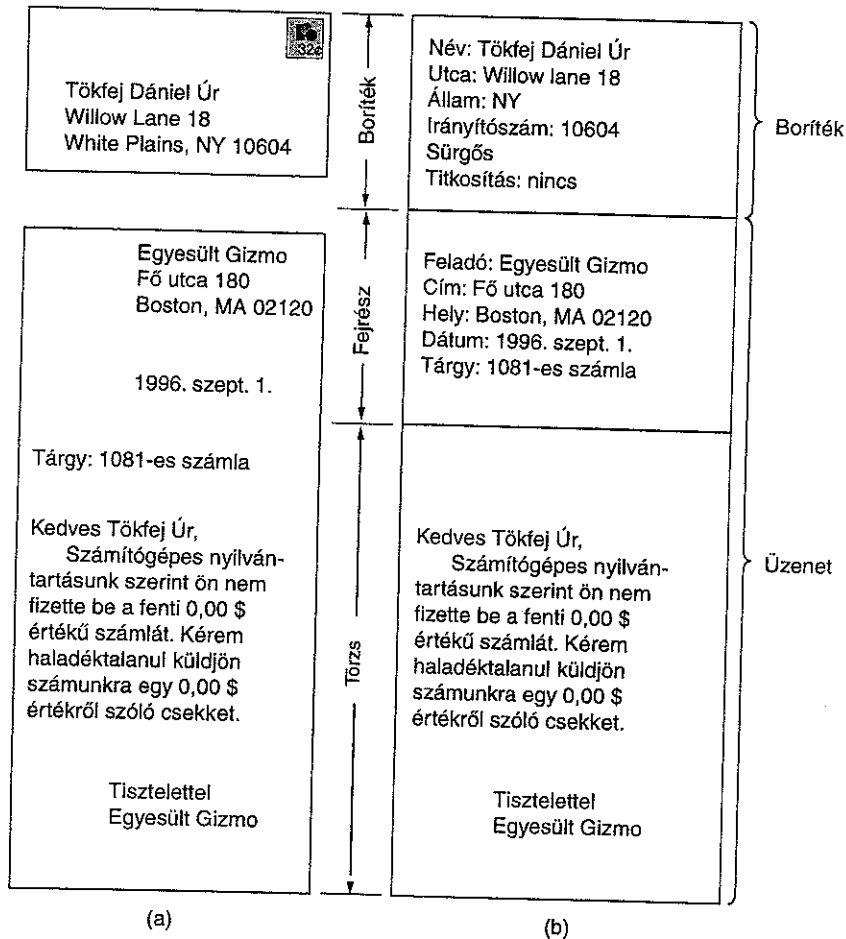 32c
Tökfej Dániel Úr
Willow Lane 18
White Plains, NY 10604
Egyesült Gizmo
Fő utca 180
Boston, MA 02120
1996. szept. 1.
Tárgy: 1081-es számla
Kedves Tökfej Úr,
Számítógépes nyilván-
tartásunk szerint ön nem
fizette be a fenti 0,00 $
értékű számlát. Kérem
haladéktalanul küldjön
számunkra egy 0,00 $
értékről szóló csekket.
Tisztelettel
Egyesült Gizmo
(a)
Boríték
Fejrész
Törzs
Név: Tökfej Dániel Úr
Utca: Willow lane 18
Állam: NY
Irányítószám: 10604
Sürgős
Titkosítás: nincs
Feladó: Egyesült Gizmo
Cím: Fő utca 180
Hely: Boston, MA 02120
Dátum: 1996. szept. 1.
Tárgy: 1081-es számla
Kedves Tökfej Úr,
Számítógépes nyilván-
tartásunk szerint ön nem
fizette be a fenti 0,00 $
értékű számlát. Kérem
haladéktalanul küldjön
számunkra egy 0,00 $
értékről szóló csekket.
Tisztelettel
Egyesült Gizmo
(b)
Boríték
Üzenet